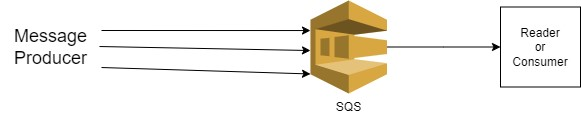 Message
Producer
SQS
Reader
or
Consumer